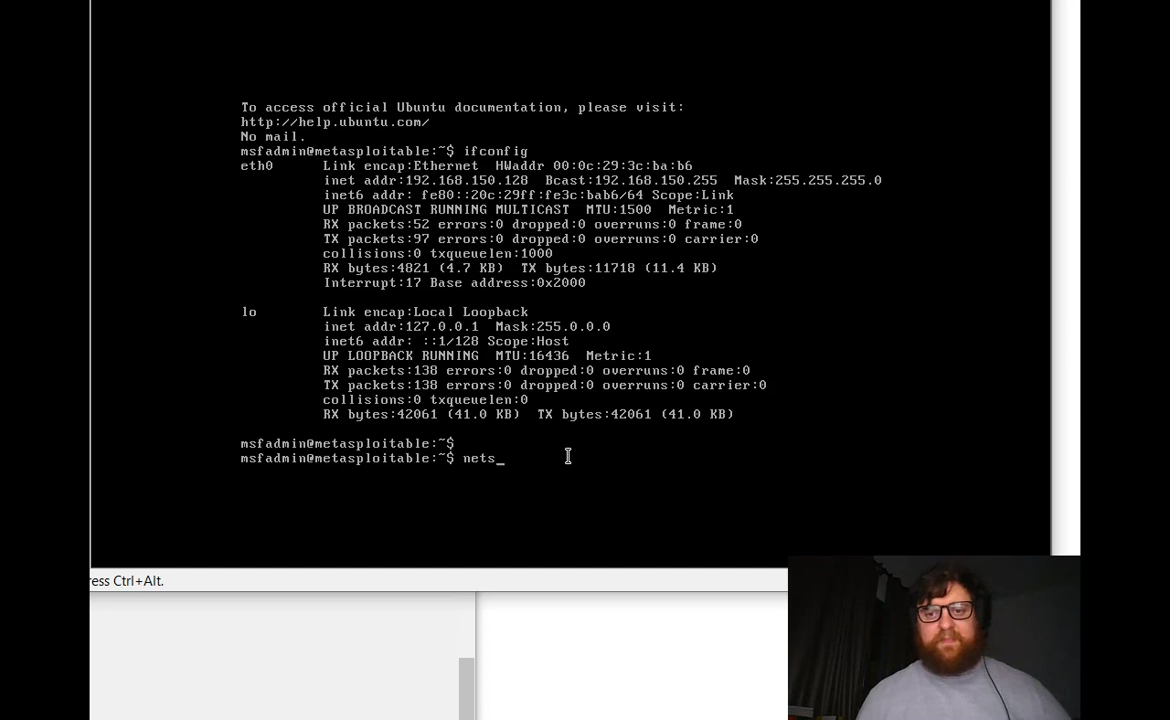 To access official Ubuntu documentation, please visit:
http://help.ubuntu.com/
No mail.
msfadmin@metasploitable:~$ ifconfig
eth0 Link encap:Ethernet HWaddr 00:0c:29:3c:ba:b6
inet addr:192.168.150.128 Bcast:192.168.150.255 Mask:255.255.255.0
inet6 addr: fe80::20c:29ff:fe3c:bab6/64 Scope:Link
UP BROADCAST RUNNING MULTICAST MTU:1500 Metric:1
RX packets:52 errors:0 dropped:0 overruns:0 frame:0
TX packets:97 errors:0 dropped:0 overruns:0 carrier:0
collisions:0 txqueuelen:1000
RX bytes:4821 (4.7 KB) TX bytes:11718 (11.4 KB)
Interrupt:17 Base address:0x2000
lo Link encap:Local Loopback
inet addr:127.0.0.1 Mask:255.0.0.0
inet6 addr: ::1/128 Scope:Host
UP LOOPBACK RUNNING MTU:16436 Metric:1
RX packets:138 errors:0 dropped:0 overruns:0 frame:0
TX packets:138 errors:0 dropped:0 overruns:0 carrier:0
collisions:0 txqueuelen:0
RX bytes:42061 (41.0 KB) TX bytes:42061 (41.0 KB)
msfadmin@metasploitable:~$
msfadmin@metasploitable:~$ nets_
ress Ctrl+Alt.